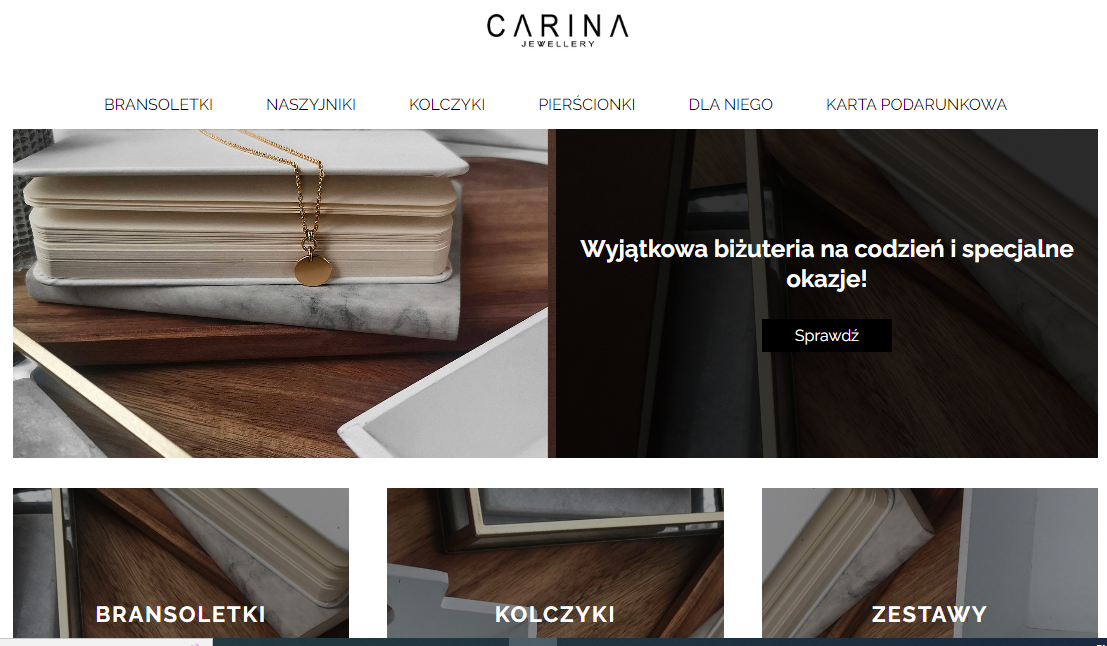 CARINA
JEWELLERY
BRANSOLETKI NASZYJNIKI KOLCZYKI PIERŚCIONKI DLA NIEGO KARTA PODARUNKOWA
Wyjątkowa biżuteria na codzień i specjalne
okazje!
Sprawdź
BRANSOLETKI KOLCZYKI ZESTAWY